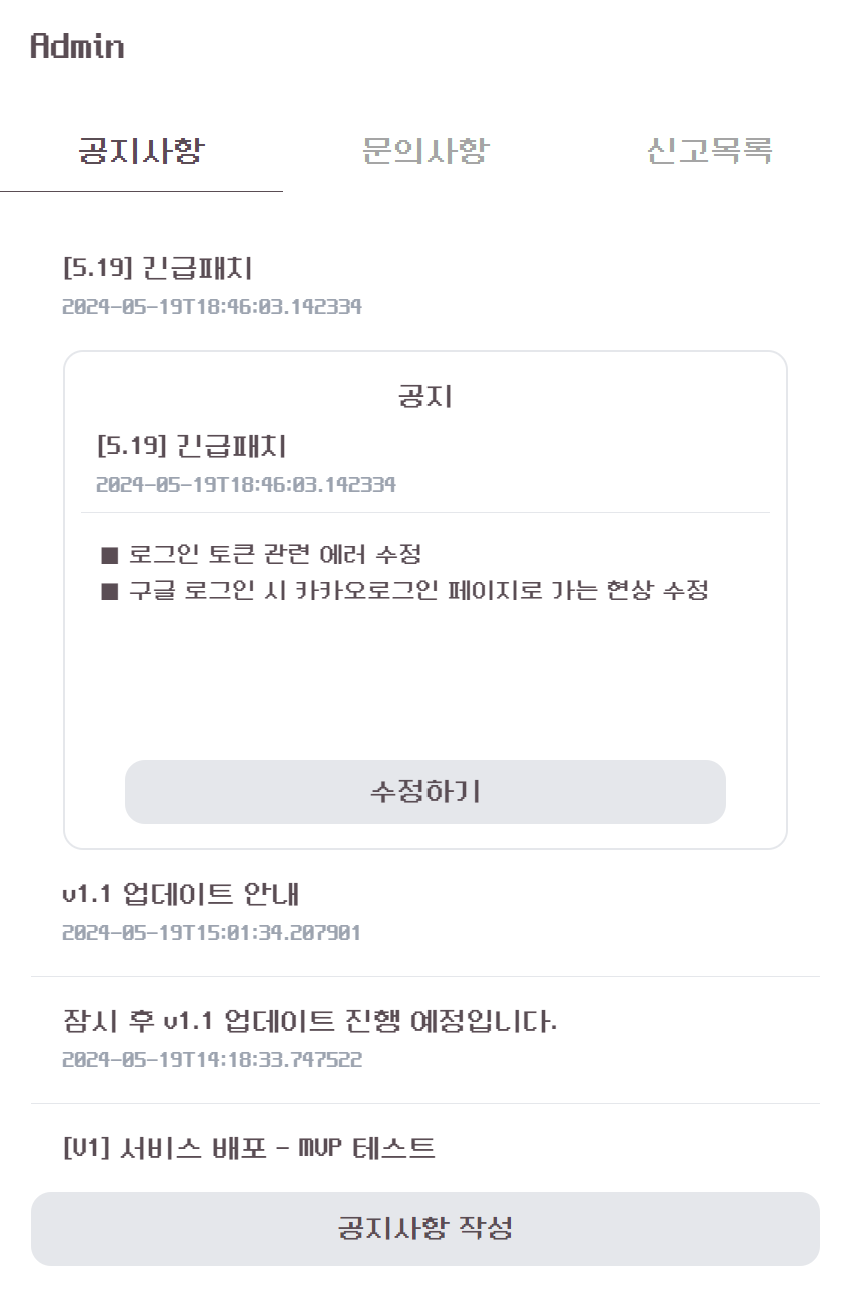 Admin
공지사항 문의사항 신고목록
[5.19] 긴급패치
2024-05-19T18:46:03.142334
공지
[5.19] 긴급패치
2024-05-19T18:46:03.142334
■ 로그인 토큰 관련 에러 수정
■ 구글 로그인 시 카카오로그인 페이지로 가는 현상 수정
수정하기
v1.1 업데이트 안내
2024-05-19T15:01:34.207901
잠시 후 v1.1 업데이트 진행 예정입니다.
2024-05-19T14:18:33.747522
[V1] 서비스 배포 - MVP 테스트
공지사항 작성